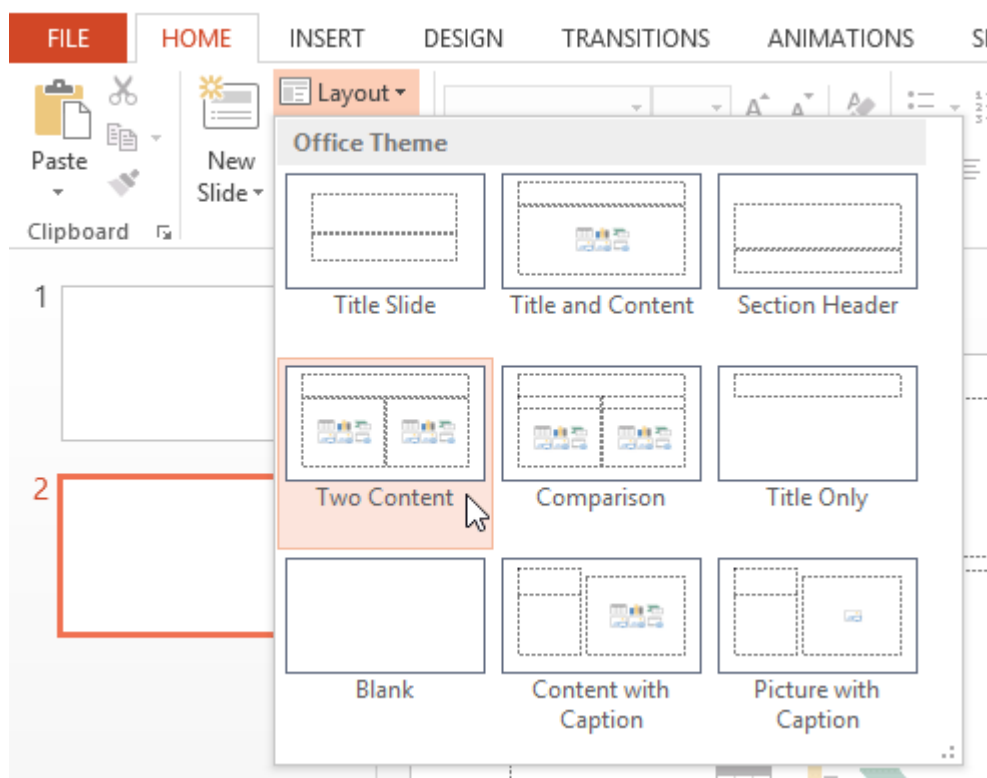 FILE HOME INSERT DESIGN TRANSITIONS ANIMATIONS
Layout
Paste
New
Slide
Clipboard
Office Theme
Title Slide Title and Content Section Header
Two Content Comparison Title Only
Blank Content with Caption Picture with Caption
1
2